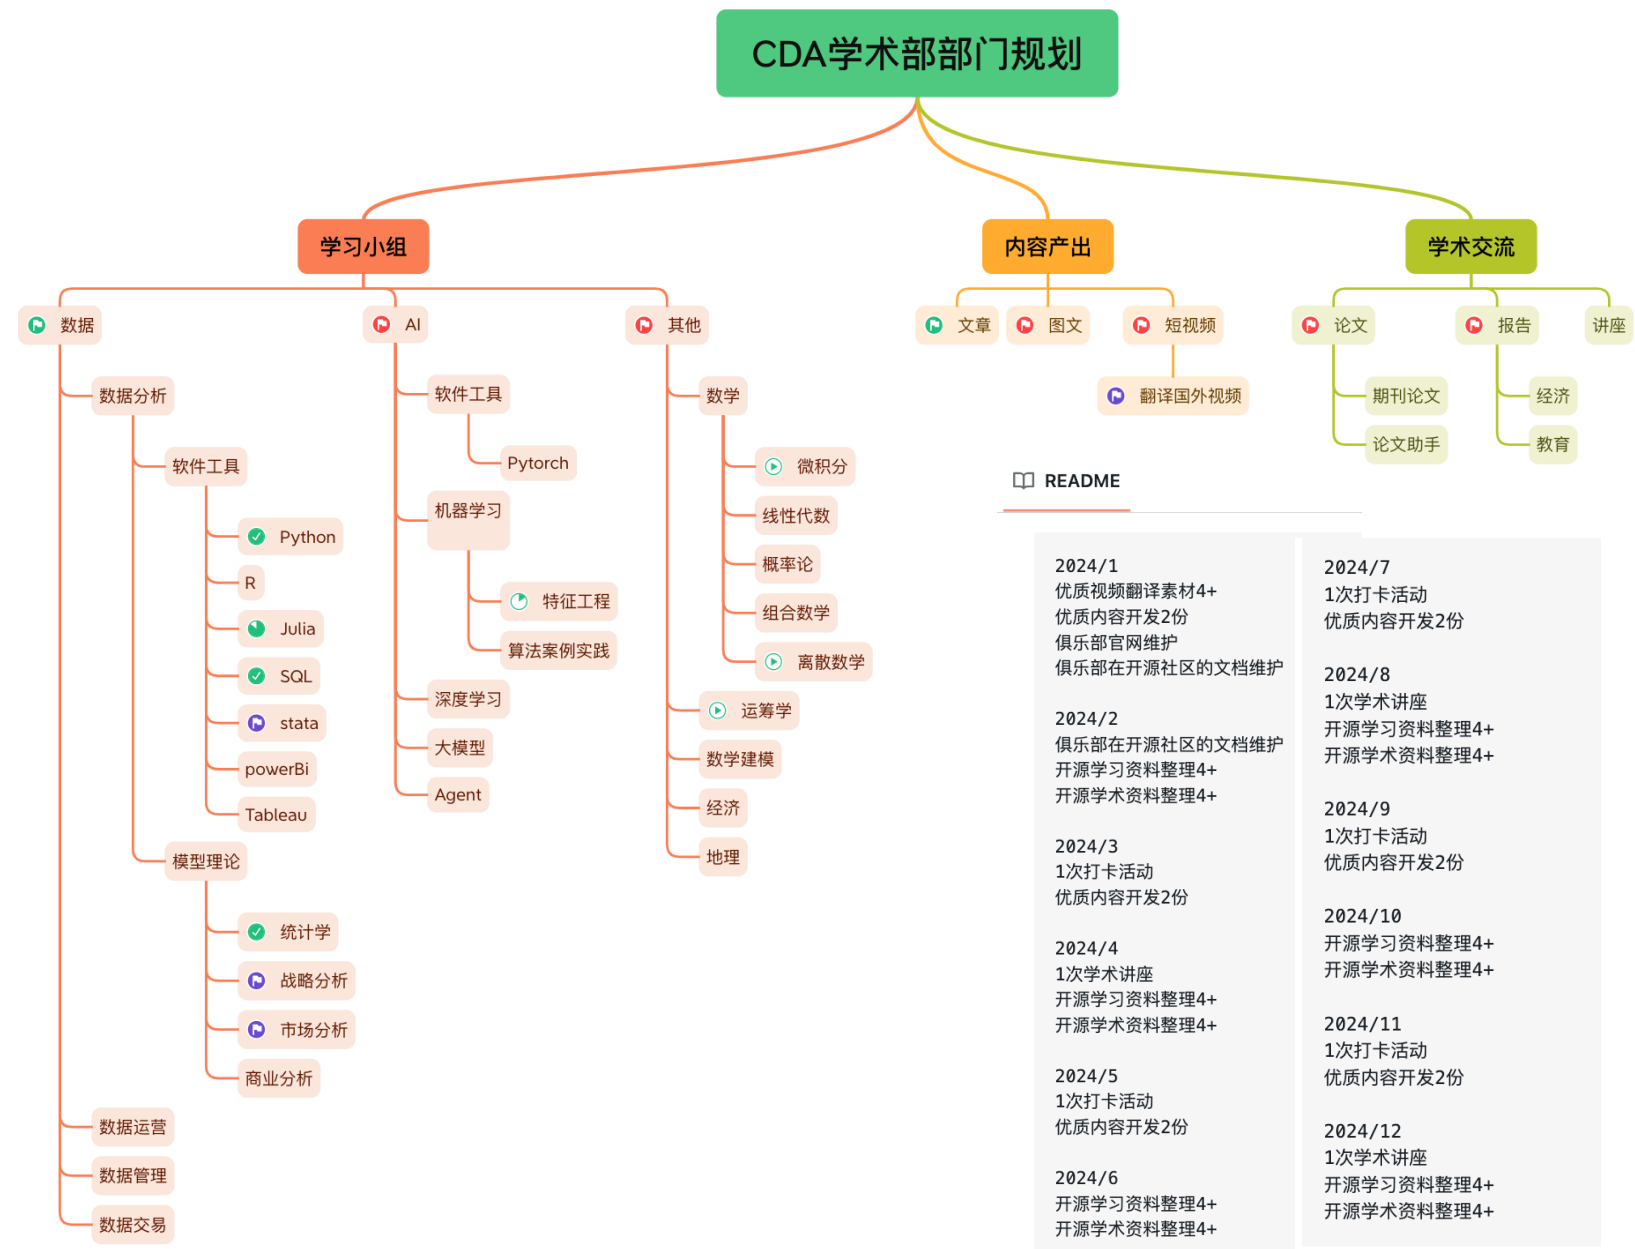 CDA学术部部门规划
学习小组
数据
数据分析
软件工具
Python
R
Julia
SQL
stata
powerBi
Tableau
模型理论
统计学
战略分析
市场分析
商业分析
数据运营
数据管理
数据交易
AI
软件工具
Pytorch
机器学习
特征工程
算法案例实践
深度学习
大模型
Agent
其他
数学
微积分
线性代数
概率论
组合数学
离散数学
运筹学
数学建模
经济
地理
内容产出
文章
图文
短视频
翻译国外视频
学术交流
论文
期刊论文
论文助手
报告
经济
教育
讲座
README
2024/1
优质视频翻译素材4+
优质内容开发2份
俱乐部官网维护
俱乐部在开源社区的文档维护
2024/2
俱乐部在开源社区的文档维护
开源学习资料整理4+
开源学术资料整理4+
2024/3
1次打卡活动
优质内容开发2份
2024/4
1次学术讲座
开源学习资料整理4+
开源学术资料整理4+
2024/5
1次打卡活动
优质内容开发2份
2024/6
开源学习资料整理4+
开源学术资料整理4+
2024/7
1次打卡活动
优质内容开发2份
2024/8
1次学术讲座
开源学习资料整理4+
开源学术资料整理4+
2024/9
1次打卡活动
优质内容开发2份
2024/10
开源学习资料整理4+
开源学术资料整理4+
2024/11
1次打卡活动
优质内容开发2份
2024/12
1次学术讲座
开源学习资料整理4+
开源学术资料整理4+